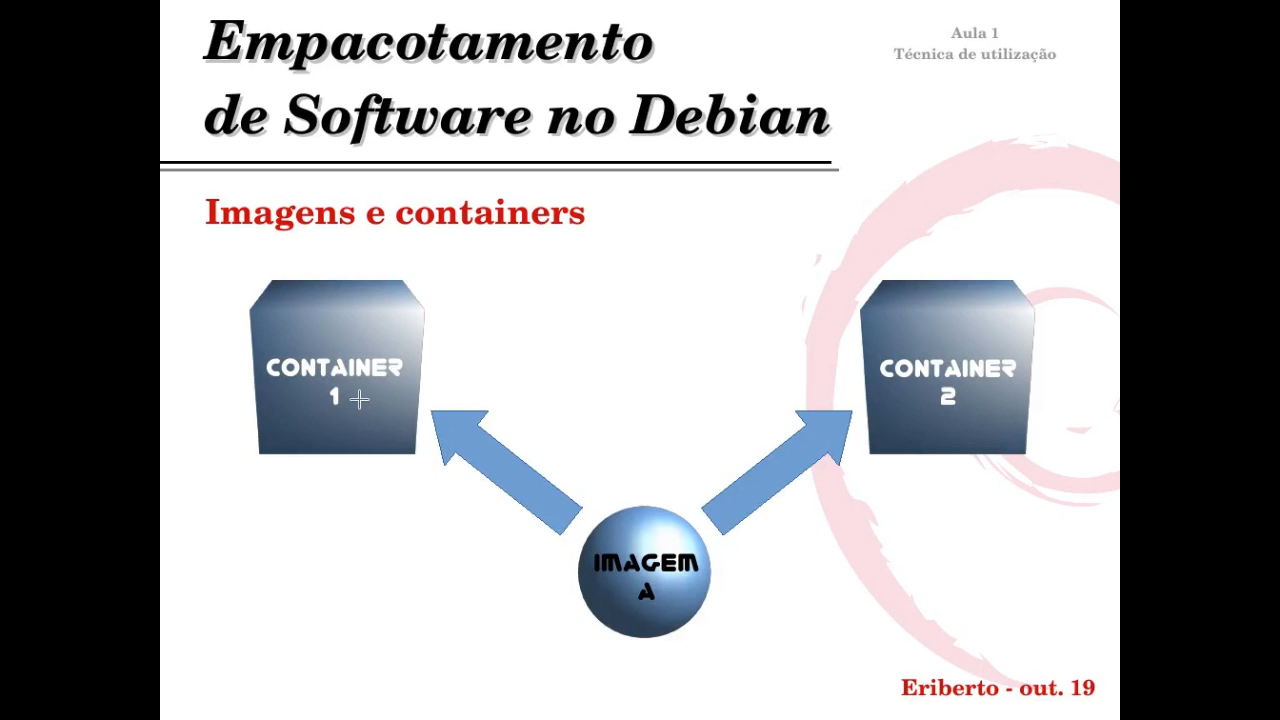 Empacotamento
de Software no Debian
Aula 1
Técnica de utilização
Imagens e containers
CONTAINER
1
CONTAINER
2
IMAGEM
A
Eriberto - out. 19